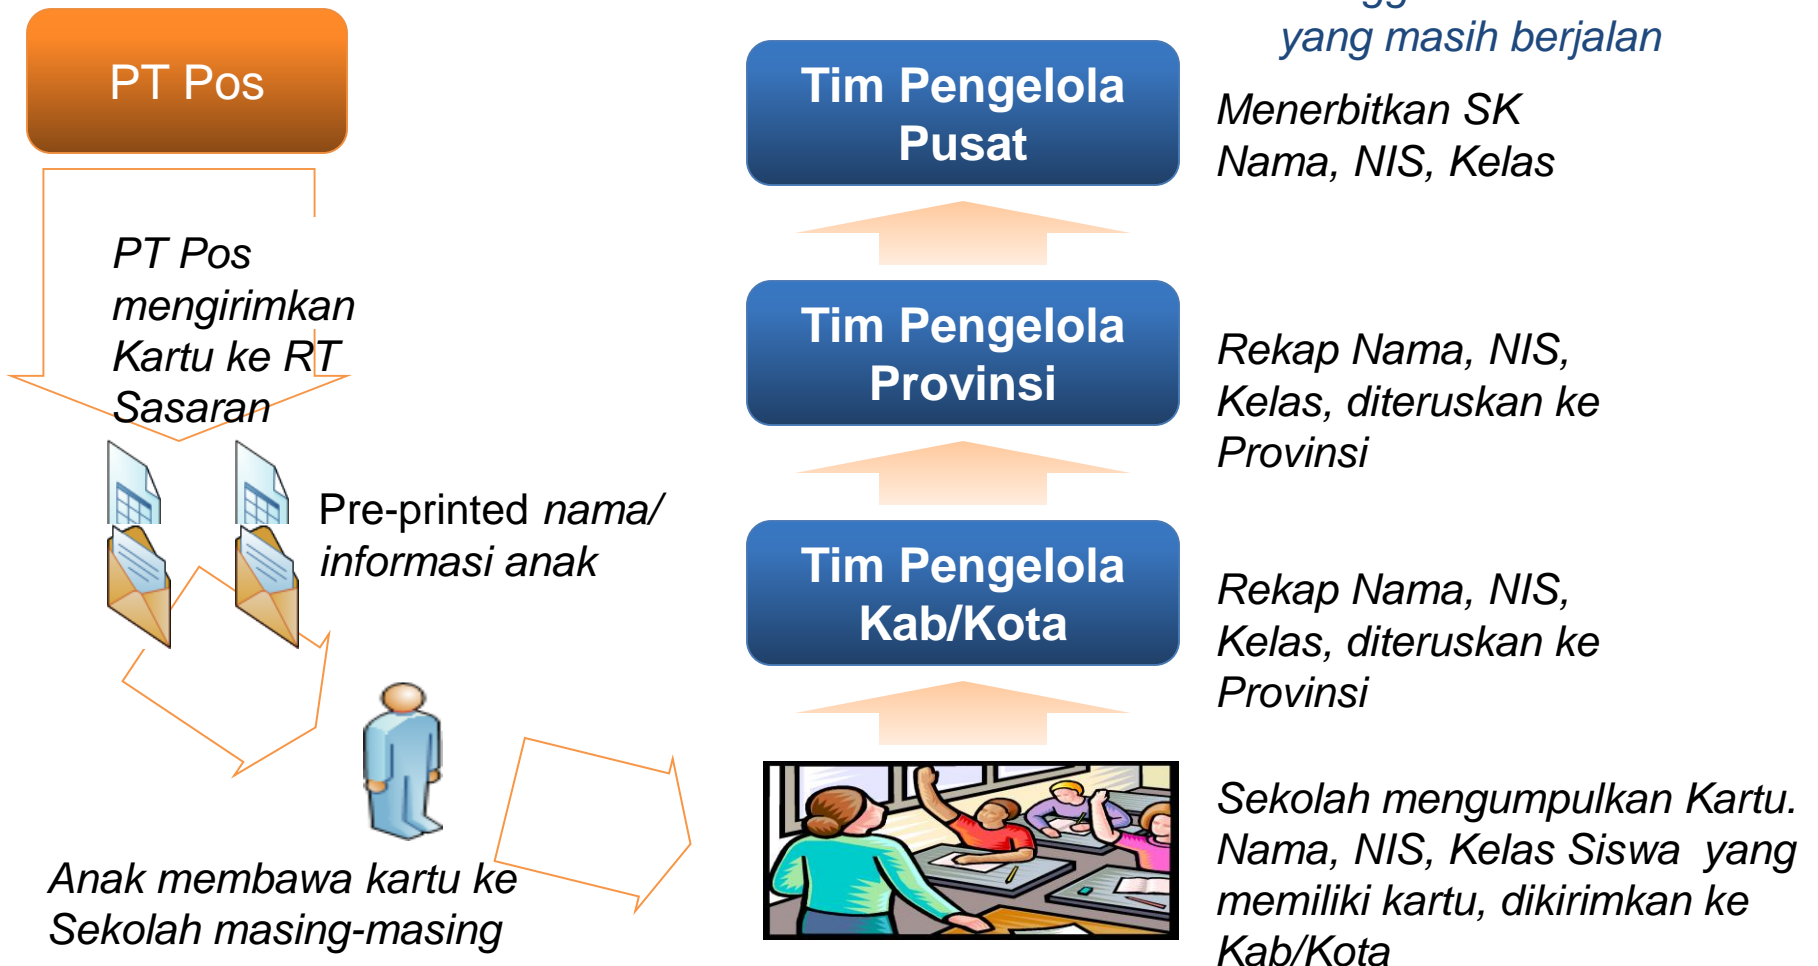 PT Pos
PT Pos
mengirimkan
Kartu ke RT
Sasaran
Pre-printed nama/
informasi anak
Anak membawa kartu ke
Sekolah masing-masing
yang masih berjalan
Tim Pengelola
Pusat
Menerbitkan SK
Nama, NIS, Kelas
Tim Pengelola
Provinsi
Rekap Nama, NIS,
Kelas, diteruskan ke
Provinsi
Tim Pengelola
Kab/Kota
Rekap Nama, NIS,
Kelas, diteruskan ke
Provinsi
Sekolah mengumpulkan Kartu.
Nama, NIS, Kelas Siswa yang
memiliki kartu, dikirimkan ke
Kab/Kota